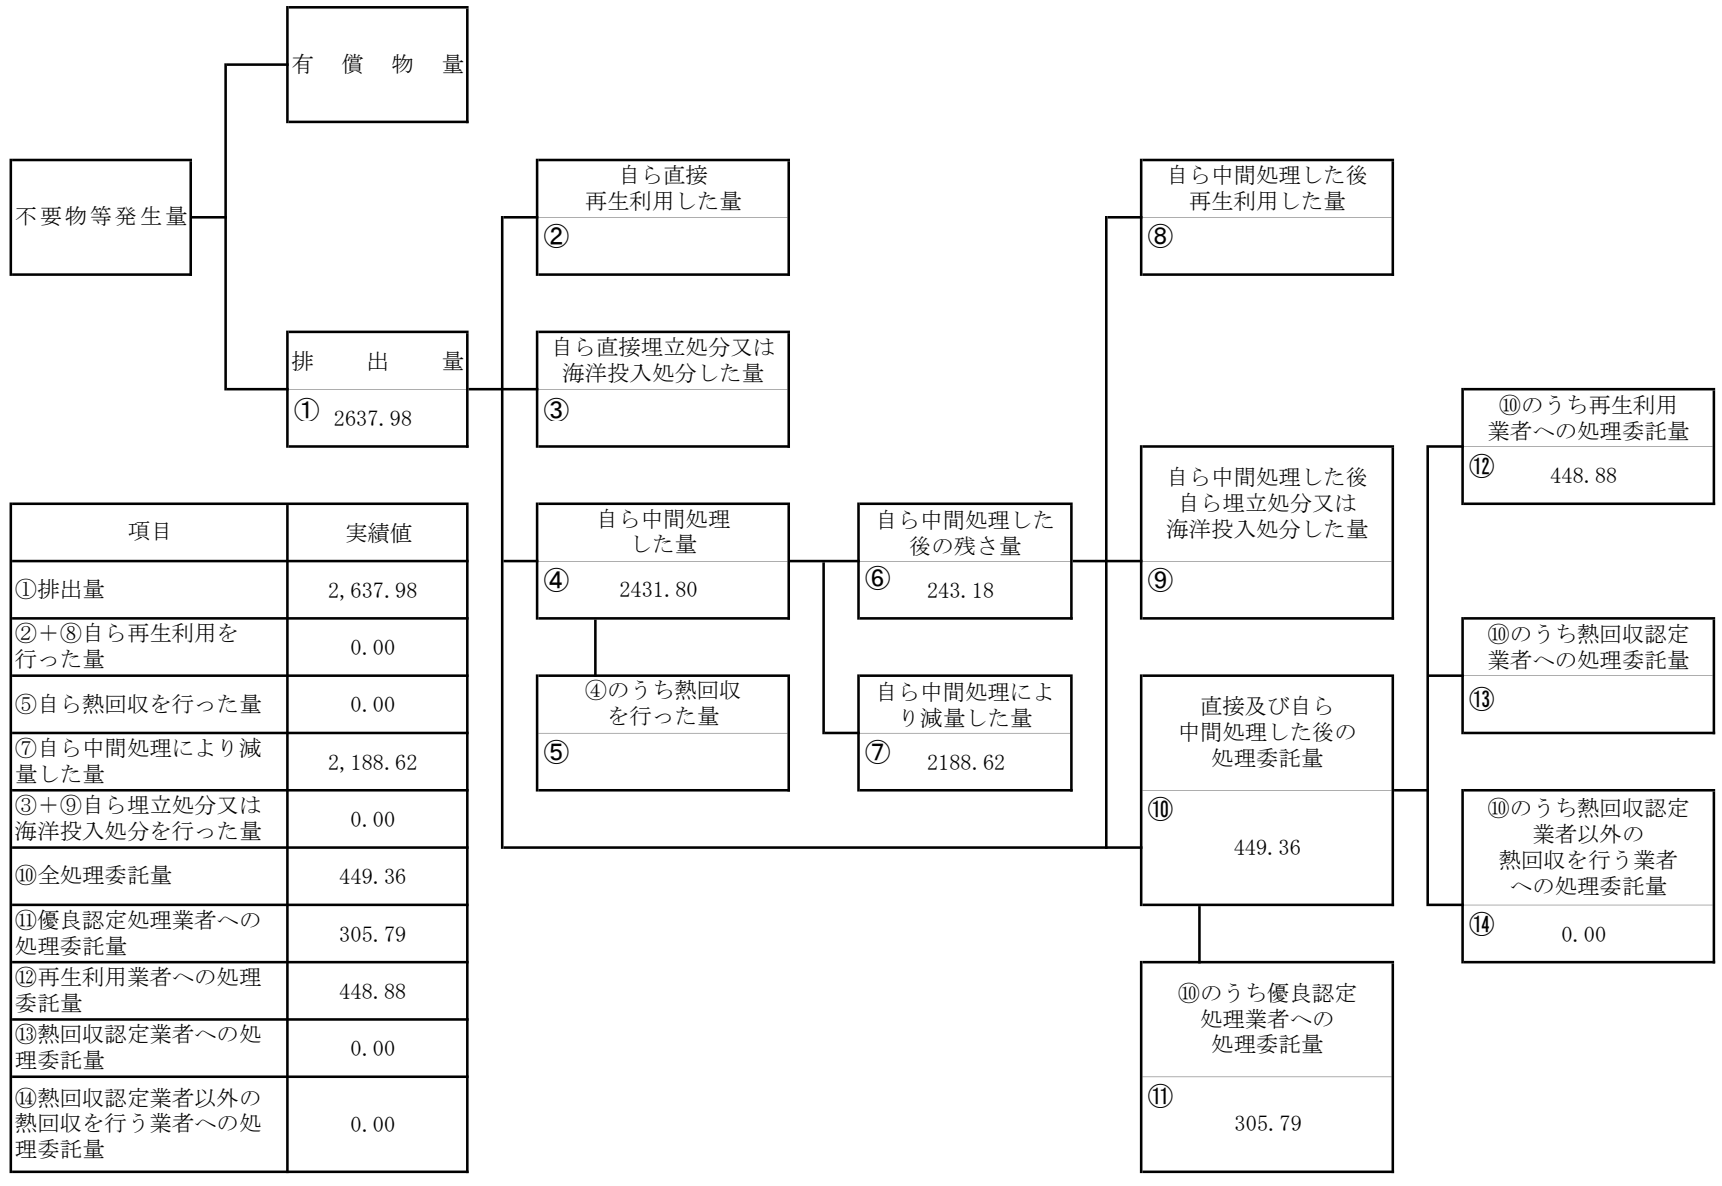 有償物量
不要物等発生量
排出量
① 2637.98
自ら直接
再生利用した量
②
自ら直接埋立処分又は
海洋投入処分した量
③
自ら中間処理
した量
④ 2431.80
④のうち熱回収
を行った量
⑤
自ら中間処理した
後の残さ量
⑥ 243.18
自ら中間処理によ
り減量した量
⑦ 2188.62
自ら中間処理した後
再生利用した量
⑧
自ら中間処理した後
自ら埋立処分又は
海洋投入処分した量
⑨
直接及び自ら
中間処理した後の
処理委託量
⑩
449.36
⑩のうち優良認定
処理業者への
処理委託量
⑪
305.79
⑩のうち再生利用
業者への処理委託量
⑫ 448.88
⑩のうち熱回収認定
業者への処理委託量
⑬
⑩のうち熱回収認定
業者以外の
熱回収を行う業者
への処理委託量
⑭ 0.00
項目 実績値
①排出量 2,637.98
②+⑧自ら再生利用を
行った量 0.00
⑤自ら熱回収を行った量 0.00
⑦自ら中間処理により減
量した量 2,188.62
③+⑨自ら埋立処分又は
海洋投入処分を行った量 0.00
⑩全処理委託量 449.36
⑪優良認定処理業者への
処理委託量 305.79
⑫再生利用業者への処理
委託量 448.88
⑬熱回収認定業者への処
理委託量 0.00
⑭熱回収認定業者以外の
熱回収を行う業者への処
理委託量 0.00